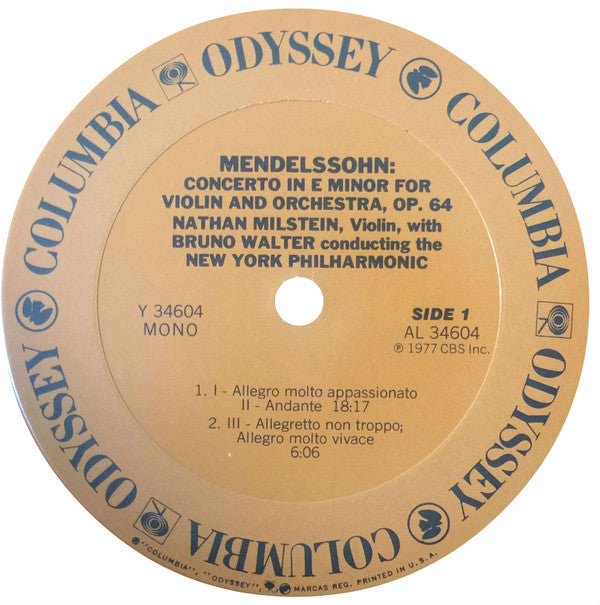 COLUMBIA ODYSSEY COLUMBIA ODYSSEY COLUMBIA ODYSSEY
MENDELSSOHN:
CONCERTO IN E MINOR FOR
VIOLIN AND ORCHESTRA, OP. 64
NATHAN MILSTEIN, Violin, with
BRUNO WALTER conducting the
NEW YORK PHILHARMONIC
Y 34604
MONO
SIDE 1
AL 34604
℗ 1977 CBS Inc.
1. I - Allegro molto appassionato
II - Andante 18:17
2. III - Allegretto non troppo;
Allegro molto vivace
6:06
"COLUMBIA", "ODYSSEY", MARCAS REG. PRINTED IN U.S.A.